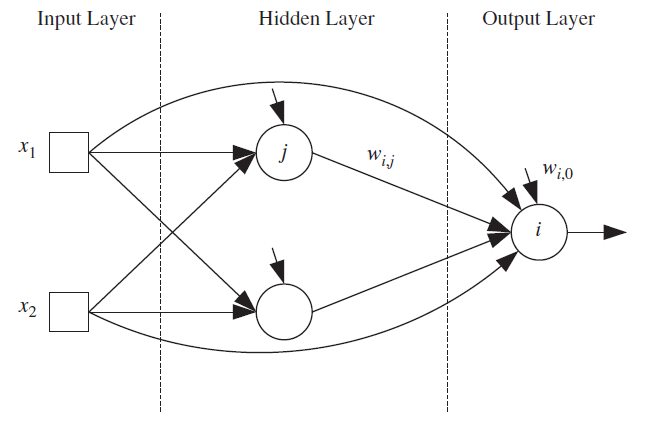 Input Layer
Hidden Layer
Output Layer
x1
j
wi,j
wi,0
i
x2